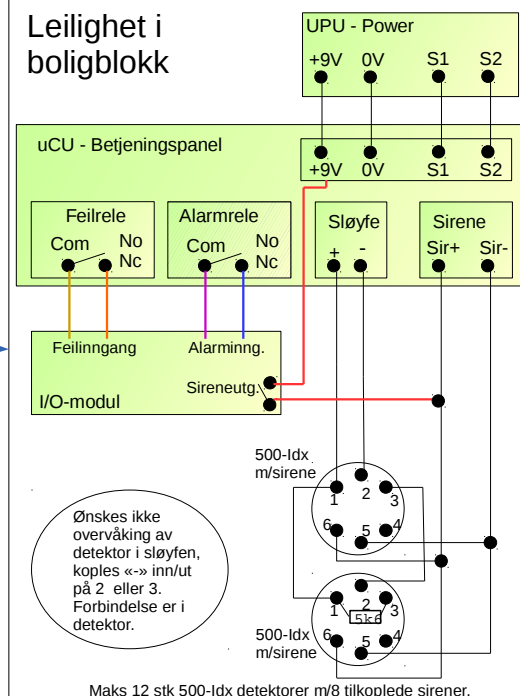 Leilighet i
boligblokk
UPU - Power
+9V 0V S1 S2
uCU - Betjeningspanel
+9V 0V S1 S2
Feilrele
Com No
Nc
Alarmrele
Com No
Nc
Sløyfe
+ -
Sirene
Sir+ Sir-
Feilinngang Alarminng.
Sireneutg.
I/O-modul
500-Idx
m/sirene
1 2 3
6 5 4
Ønskes ikke
overvåking av
detektor i sløyfen,
koples «-» inn/ut
på 2 eller 3.
Forbindelse er i
detektor.
1 2 3
5k6
500-Idx
m/sirene
6 5 4
Maks 12 stk 500-Idx detektorer m/8 tilkoplede sirener.